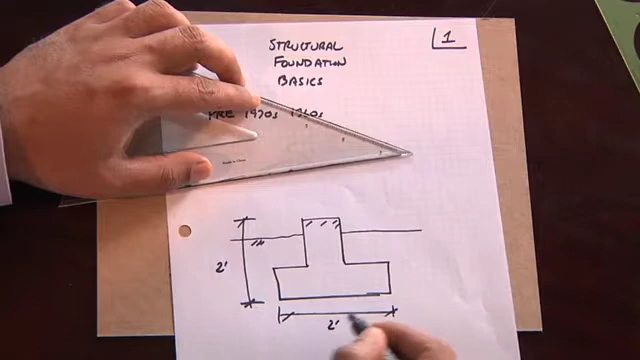 1
STRUCTURAL
FOUNDATION
BASICS
PRE 1970s 1960s
2'
2'